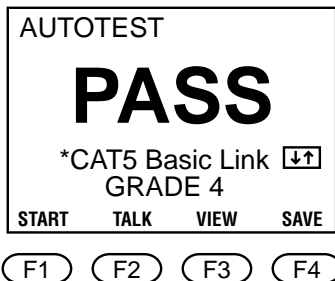 AUTOTEST
PASS
*CAT5 Basic Link ↓↑
GRADE 4
START TALK VIEW SAVE
F1 F2 F3 F4